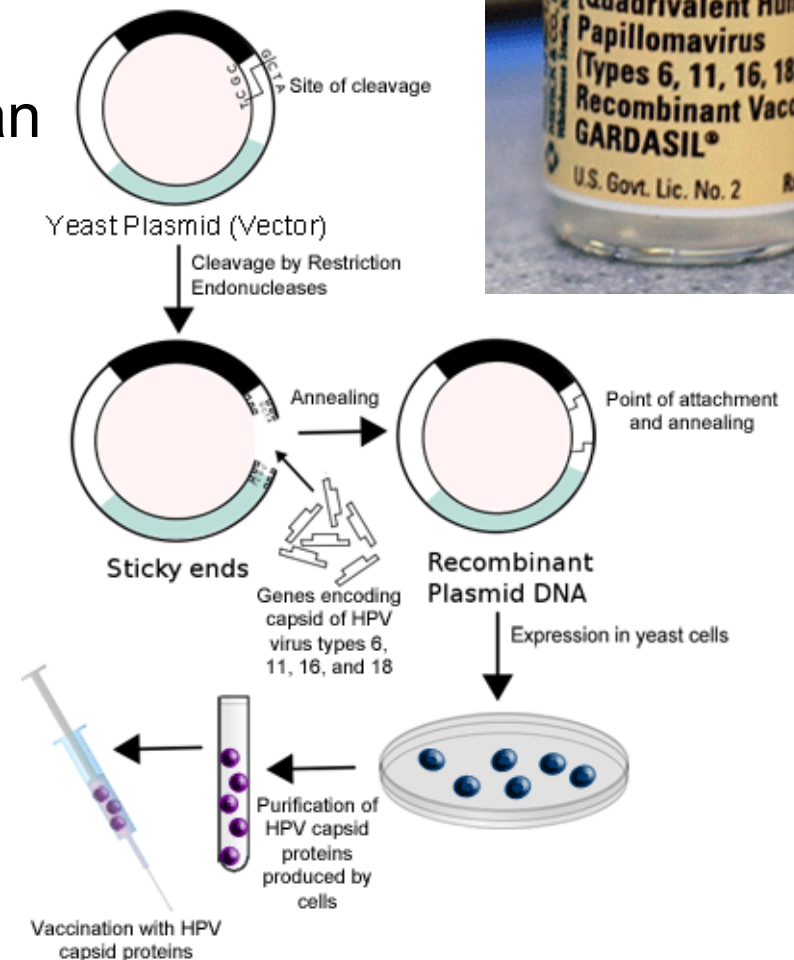 an
[Quadrivalent
Papillomavirus
(Types 6, 11, 16, 18
Recombinant
GARDASIL®
U.S. Govt. Lic. No. 2
Site of cleavage
Yeast Plasmid (Vector)
Cleavage by Restriction
Endonucleases
Annealing
Point of attachment
and annealing
Sticky ends
Genes encoding
capsid of HPV
virus types 6,
11, 16, and 18
Recombinant
Plasmid DNA
Expression in yeast cells
Purification of
HPV capsid
proteins
produced by
cells
Vaccination with HPV
capsid proteins